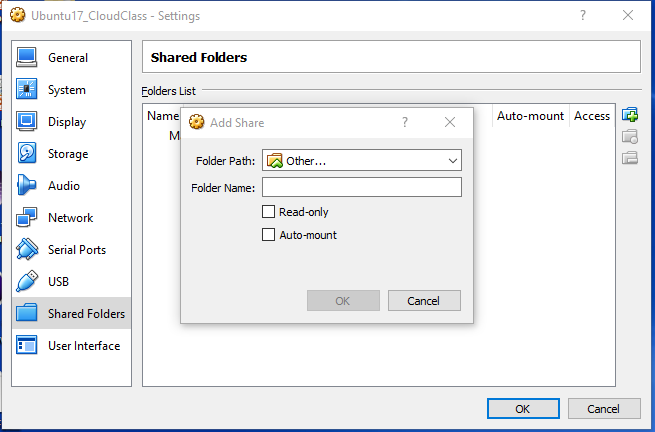 Ubuntu17_CloudClass - Settings
General
System
Display
Storage
Audio
Network
Serial Ports
USB
Shared Folders
User Interface
Shared Folders
Folders List
Name
Auto-mount
Access
Add Share
?
Folder Path:
Other...
Folder Name:
Read-only
Auto-mount
OK
Cancel
OK
Cancel